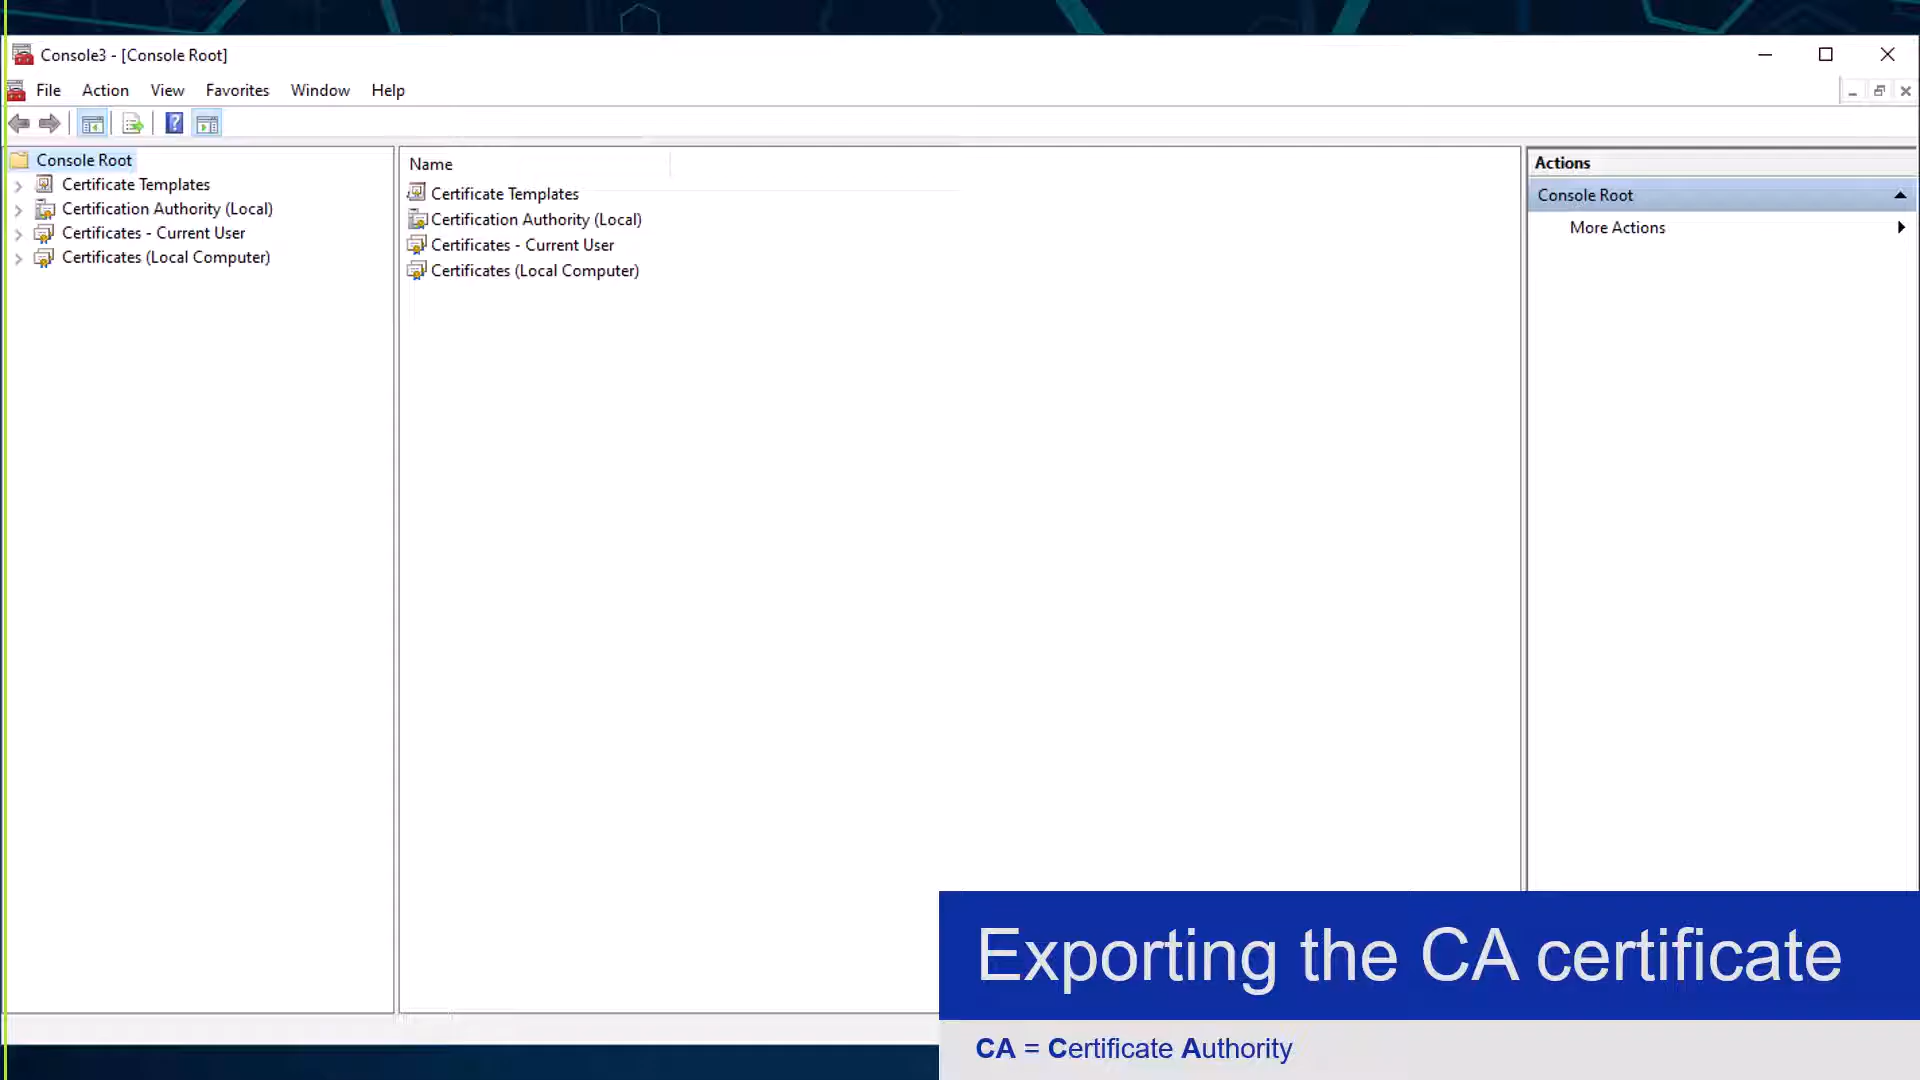 Console3 - [Console Root]
File Action View Favorites Window Help
Console Root
Certificate Templates
Certification Authority (Local)
Certificates - Current User
Certificates (Local Computer)
Name
Certificate Templates
Certification Authority (Local)
Certificates - Current User
Certificates (Local Computer)
Actions
Console Root
More Actions
Exporting the CA certificate
CA = Certificate Authority